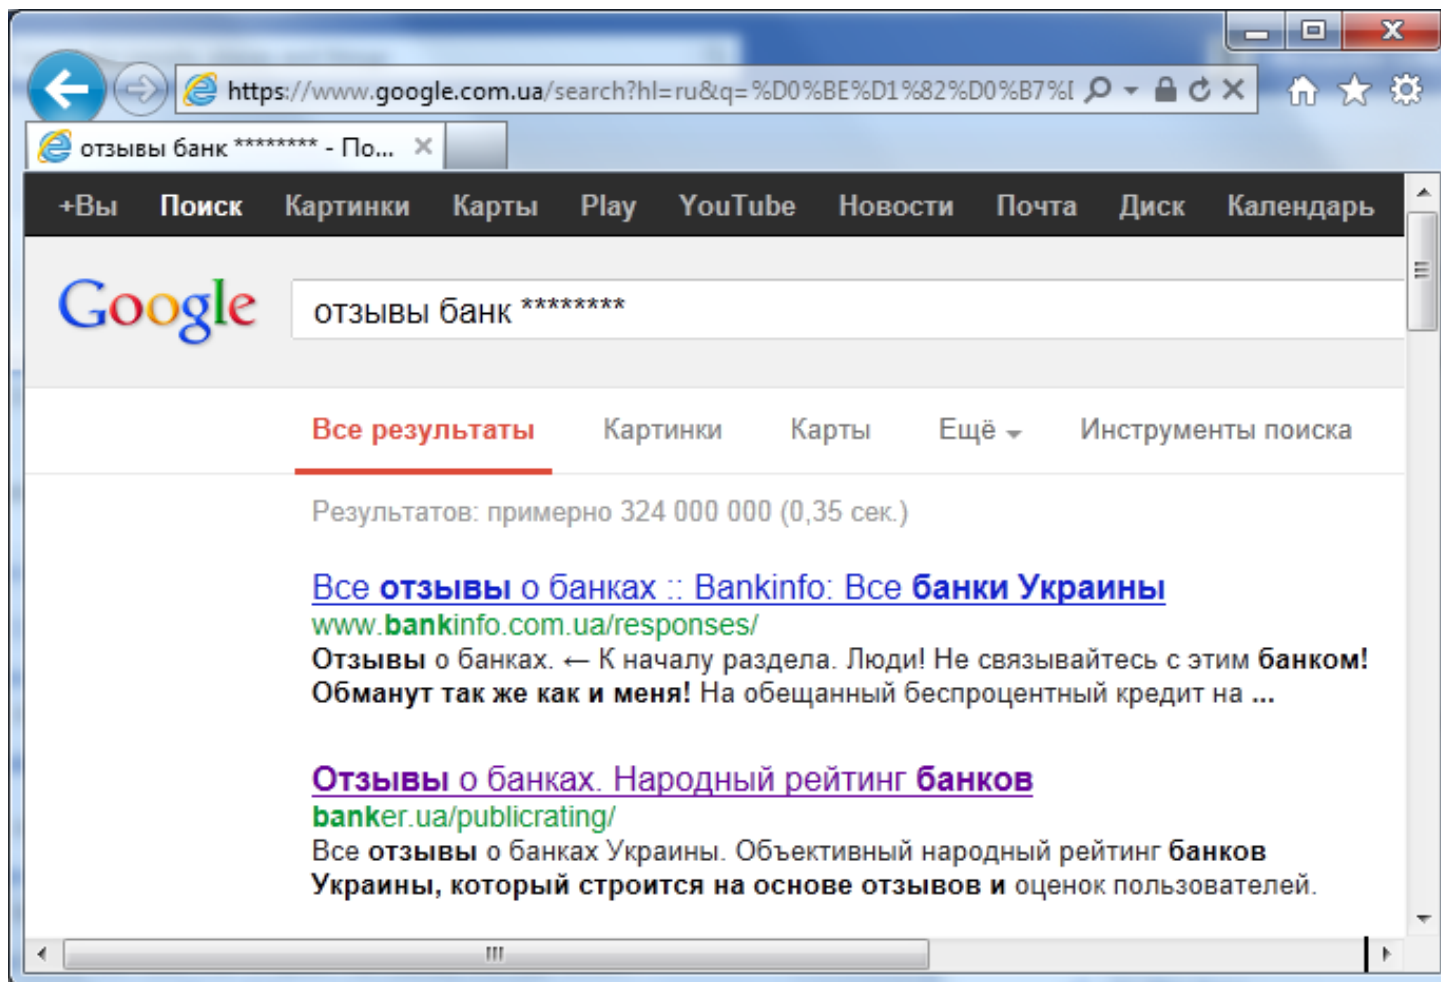 https://www.google.com.ua/search?hl=ru&q=%D0%BE%D1%82%D0%B7%
отзывы банк ******** - По...
+Вы Поиск Картинки Карты Play YouTube Новости Почта Диск Календарь
Google отзывы банк ********
Все результаты Картинки Карты Ещё Инструменты поиска
Результатов: примерно 324 000 000 (0,35 сек.)
Все отзывы о банках :: Bankinfo: Все банки Украины
www.bankinfo.com.ua/responses/
Отзывы о банках. ← К началу раздела. Люди! Не связывайтесь с этим банком!
Обманут так же как и меня! На обещанный беспроцентный кредит на ...
Отзывы о банках. Народный рейтинг банков
banker.ua/publicrating/
Все отзывы о банках Украины. Объективный народный рейтинг банков
Украины, который строится на основе отзывов и оценок пользователей.